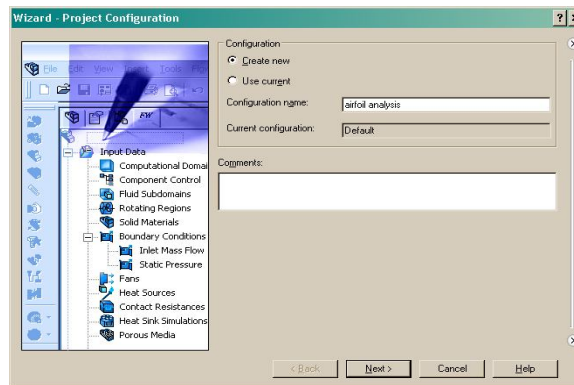 Wizard - Project Configuration
File Edit View Insert Tools
FW
Input Data
Computational Domai
Component Control
Fluid Subdomains
Rotating Regions
Solid Materials
Boundary Conditions
Inlet Mass Flow
Static Pressure
Fans
Heat Sources
Contact Resistances
Heat Sink Simulations
Porous Media
Configuration
Create new
Use current
Configuration name: airfoil analysis
Current configuration: Default
Comments:
< Back Next > Cancel Help